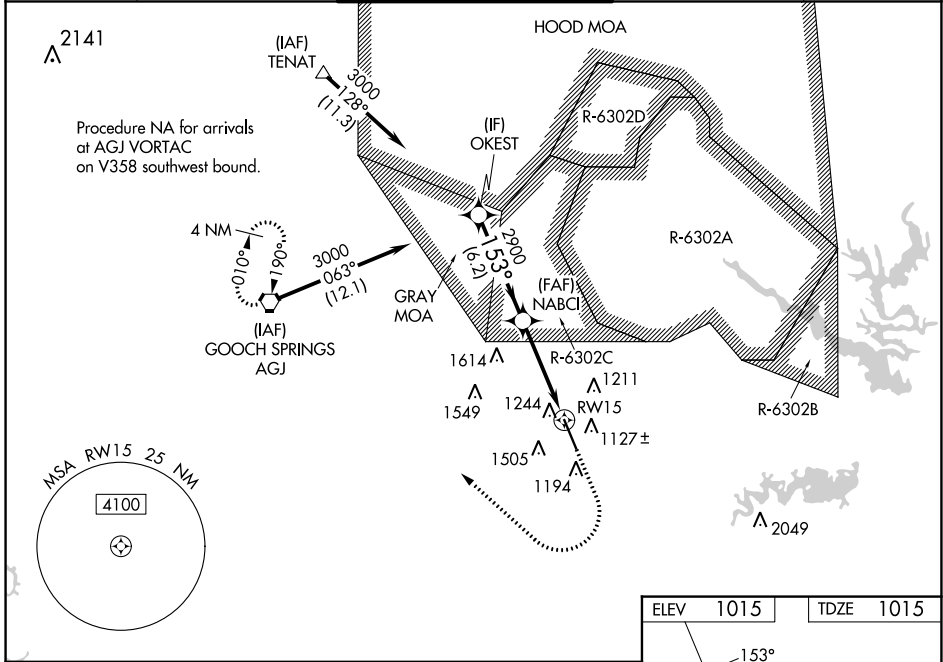 2141
(IAF)
TENAT
3000
128°
(11.3)
HOOD MOA
Procedure NA for arrivals
at AGJ VORTAC
on V358 southwest bound.
(IF)
OKEST
R-6302D
4 NM
010°
190°
3000
063°
(12.1)
2900
153°
(6.2)
R-6302A
GRAY
MOA
(FAF)
NABCI
(IAF)
GOOCH SPRINGS
AGJ
1614
R-6302C
1549
1244
1211
RW15
1127±
R-6302B
1505
1194
MSA RW15 25 NM
4100
2049
ELEV 1015
TDZE 1015
153°